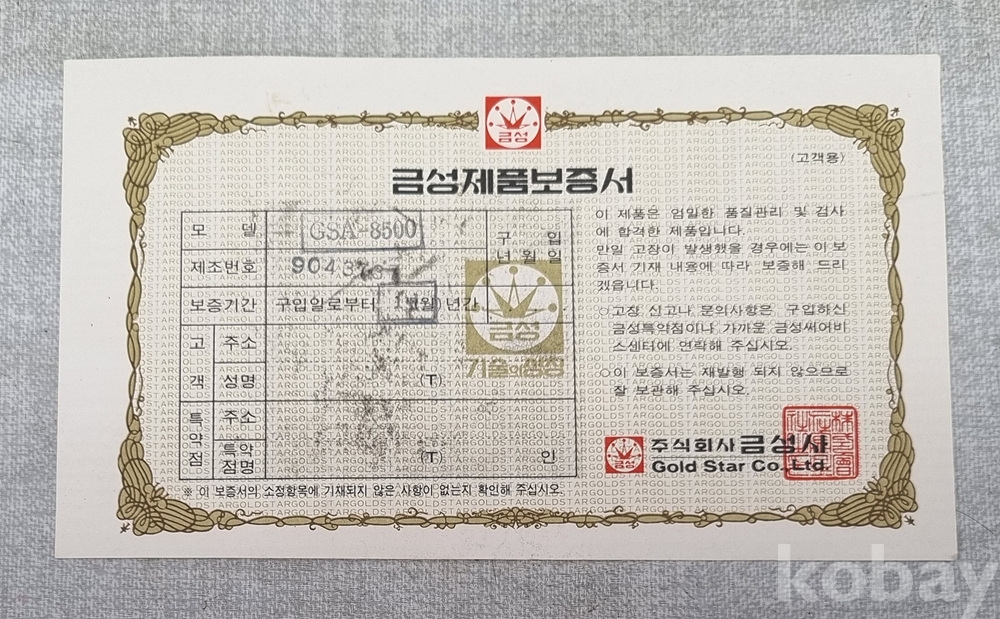 금성
(고객용)
금성제품보증서
모 델 GSA-8500 구 입
년 월 일
제조번호
보증기간 구입일로부터 년간
고 객 주소
성명 (T)
특약점 주소
특약점명 (T) 인
금성
기술의상징
※ 이 보증서의 소정항목에 기재되지 않은 사항이 없는지 확인해 주십시오.
이 제품은 엄밀한 품질관리 및 검사
에 합격한 제품입니다.
만일 고장이 발생했을 경우에는 이 보
증서 기재 내용에 따라 보증해 드리
겠읍니다.
○고장 신고나 문의사항은 구입하신
금성특약점이나 가까운 금성써어비
스센터에 연락해 주십시오.
○이 보증서는 재발행 되지 않으므로
잘 보관해 주십시오.
금성 주식회사 금성사
Gold Star Co., Ltd.
kobay